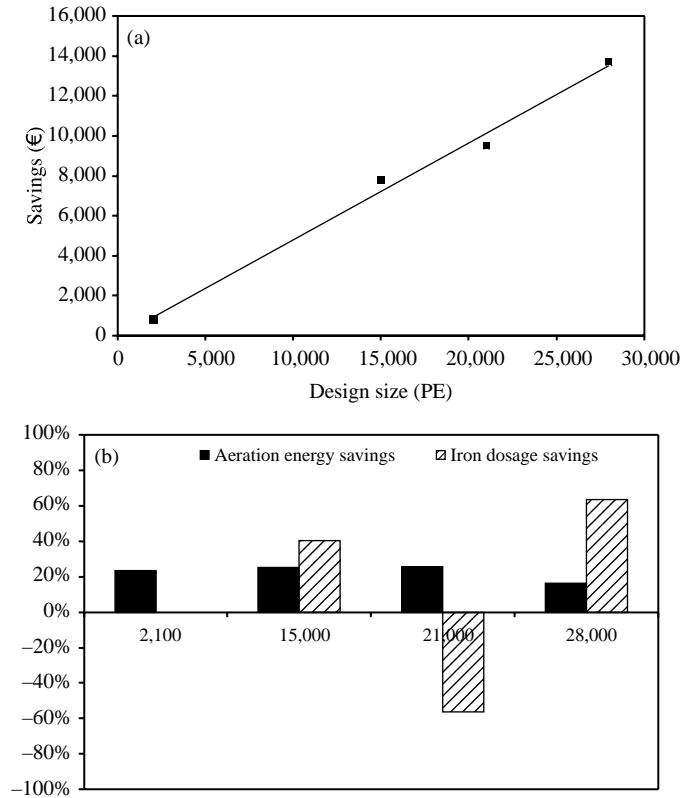 16,000
14,000
12,000
10,000
8,000
6,000
4,000
2,000
0
(a)
Savings (€)
0 5,000 10,000 15,000 20,000 25,000 30,000
Design size (PE)
100%
80%
60%
40%
20%
0%
–20%
–40%
–60%
–80%
–100%
(b)
Aeration energy savings Iron dosage savings
2,100 15,000 21,000 28,000